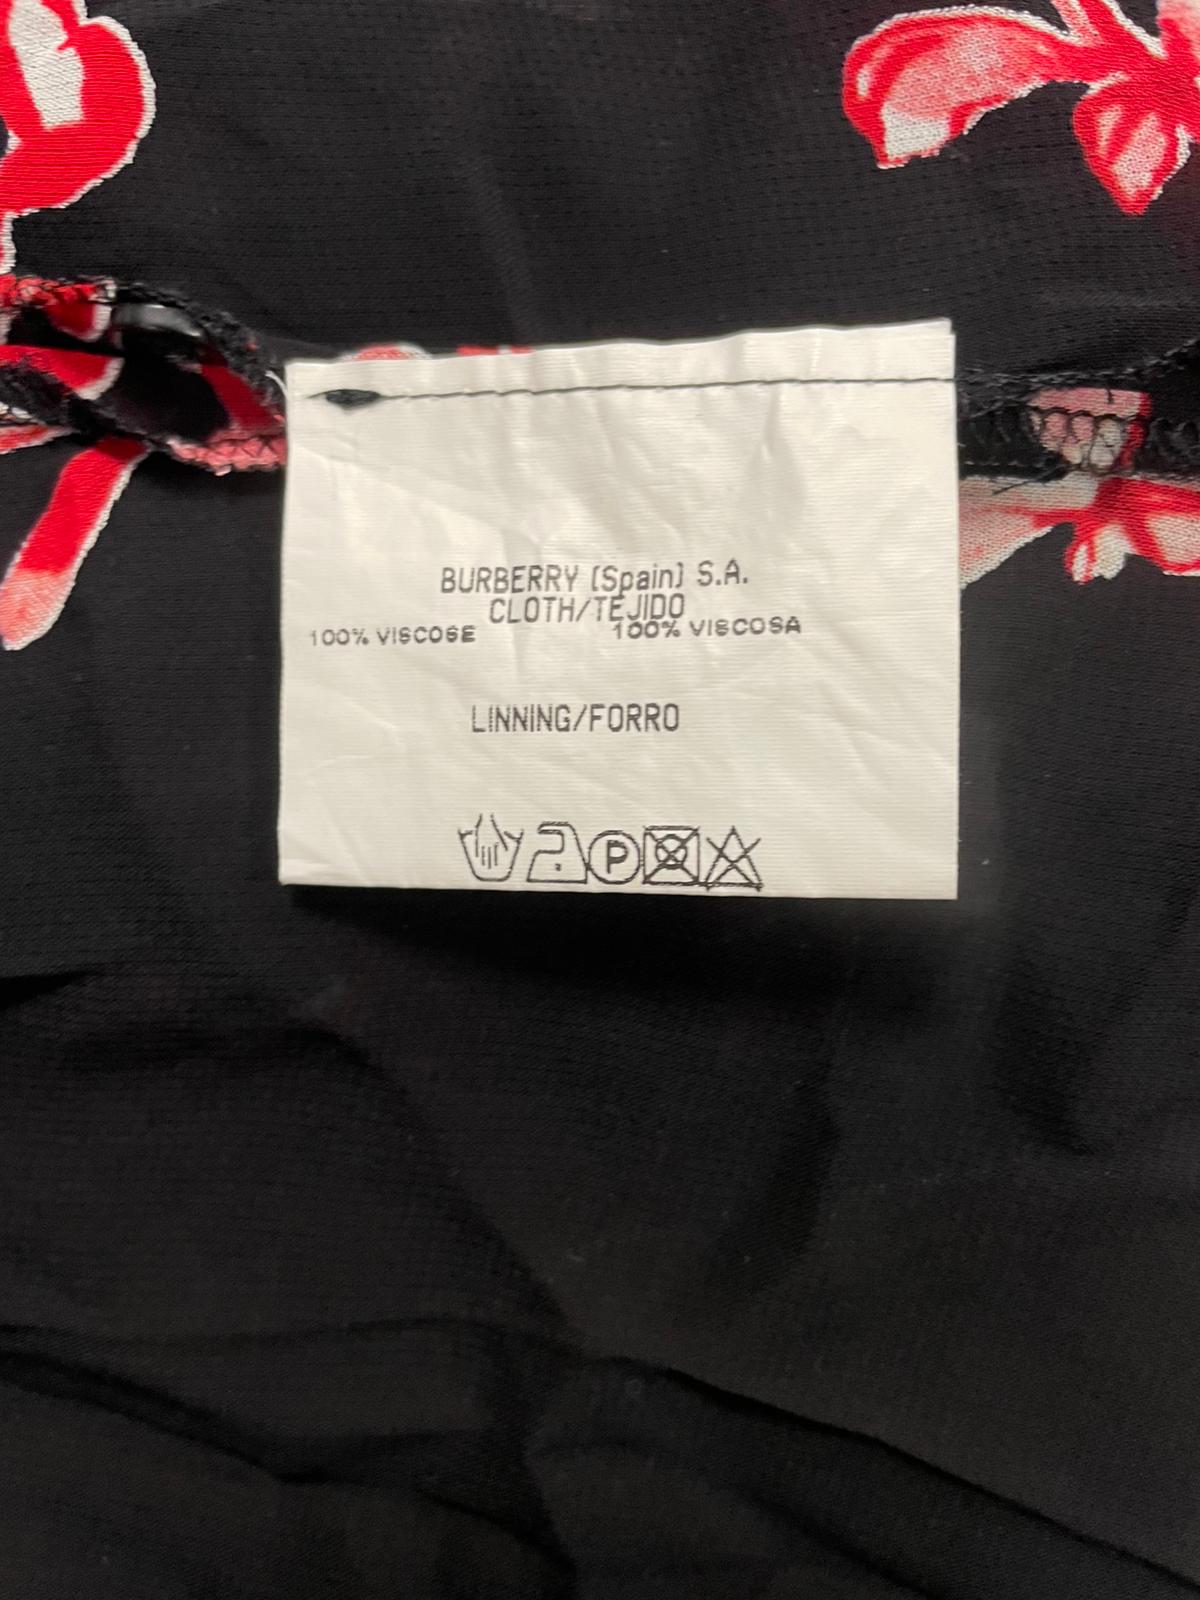 BURBERRY (Spain) S.A.
CLOTH/TEJIDO
100% VISCOSE 100% VISCOSA
LINNING/FORRO
P